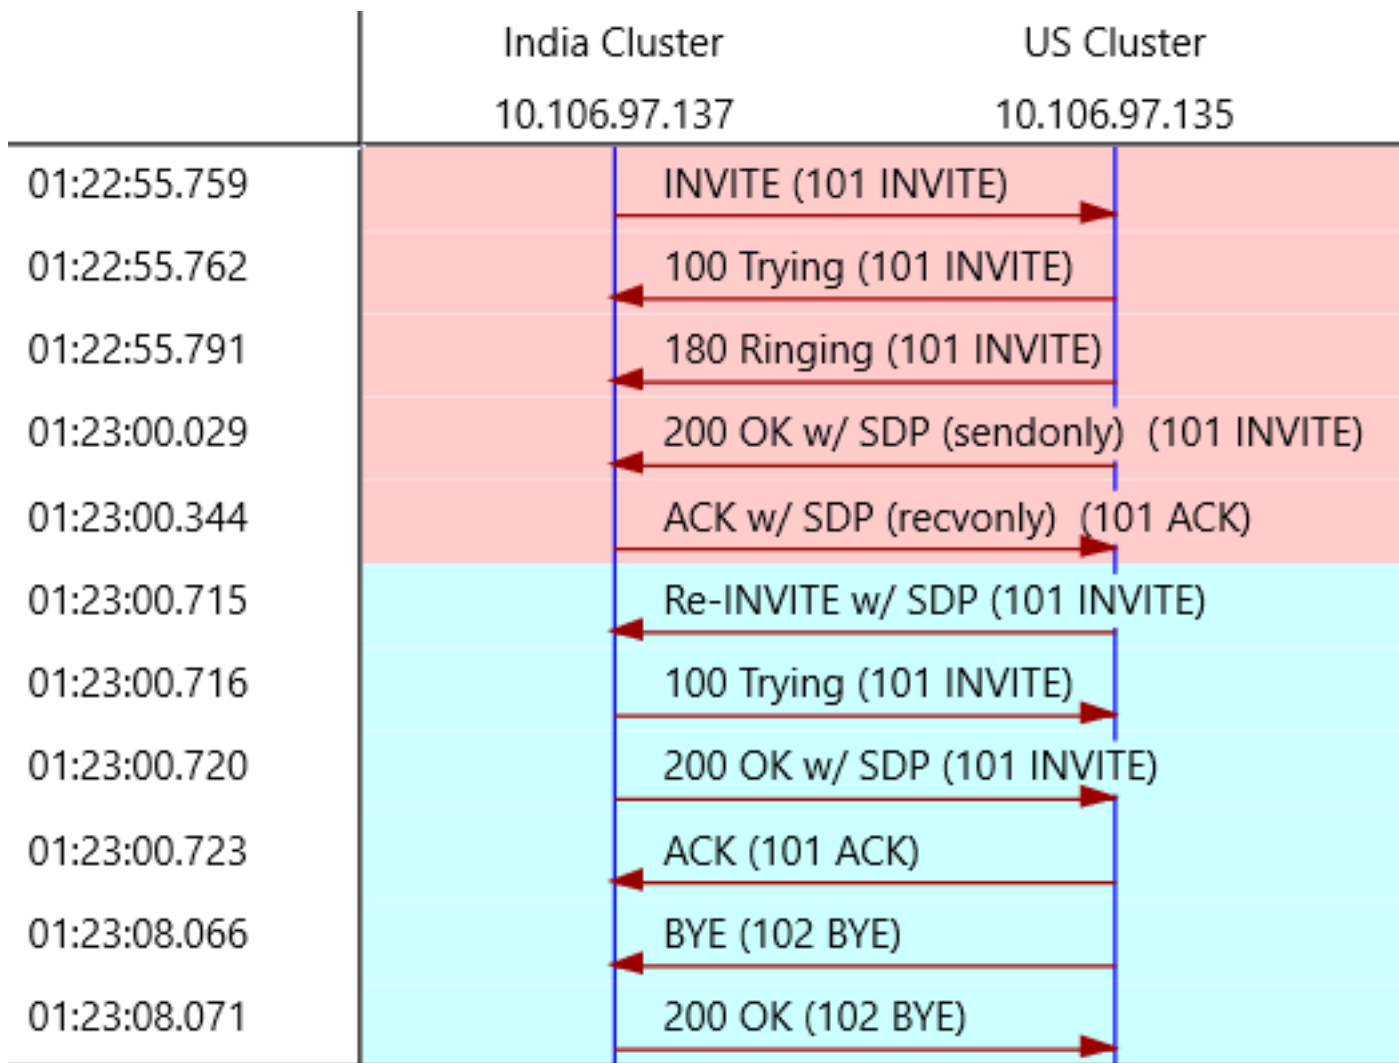 India Cluster US Cluster
10.106.97.137 10.106.97.135
01:22:55.759 INVITE (101 INVITE)
01:22:55.762 100 Trying (101 INVITE)
01:22:55.791 180 Ringing (101 INVITE)
01:23:00.029 200 OK w/ SDP (sendonly) (101 INVITE)
01:23:00.344 ACK w/ SDP (recvonly) (101 ACK)
01:23:00.715 Re-INVITE w/ SDP (101 INVITE)
01:23:00.716 100 Trying (101 INVITE)
01:23:00.720 200 OK w/ SDP (101 INVITE)
01:23:00.723 ACK (101 ACK)
01:23:08.066 BYE (102 BYE)
01:23:08.071 200 OK (102 BYE)